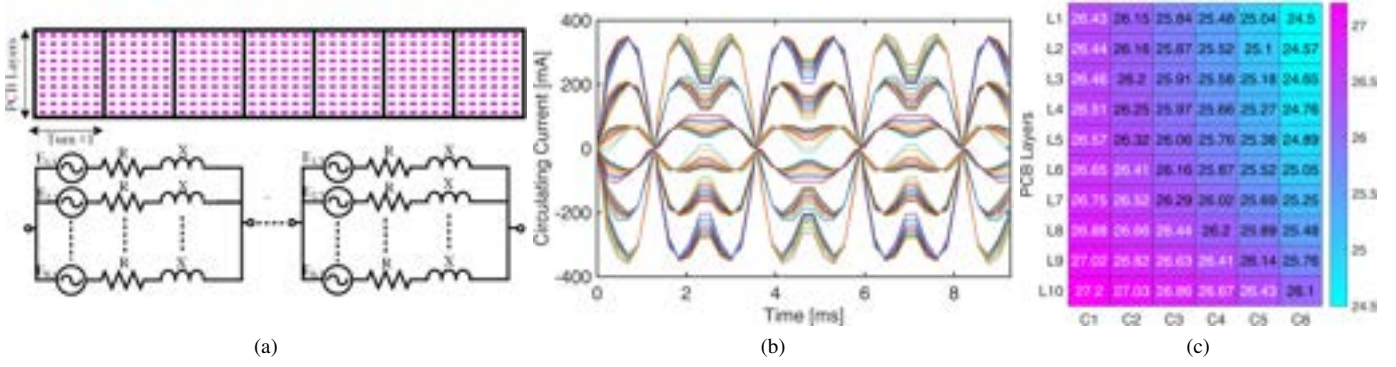 PCB Layers
Turn #1
R X
R X
R X
R X
R X
R X
(a)
Circulating Current [mA]
400
200
0
-200
-400
0 2 4 6 8
Time [ms]
(b)
PCB Layers
L1 26.43 26.15 25.84 25.48 25.04 24.5
L2 26.44 26.16 25.87 25.52 25.1 24.57
L3 26.46 26.2 25.91 25.58 25.18 24.65
L4 26.51 26.25 25.97 25.66 25.27 24.76
L5 26.57 26.32 26.06 25.76 25.38 24.89
L6 26.65 26.41 26.16 25.87 25.52 25.05
L7 26.75 26.52 26.29 26.02 25.69 25.25
L8 26.88 26.66 26.44 26.2 25.89 25.48
L9 27.02 26.82 26.63 26.41 26.14 25.76
L10 27.2 27.03 26.86 26.67 26.43 26.1
C1 C2 C3 C4 C5 C6
27
26.5
26
25.5
25
24.5
(c)